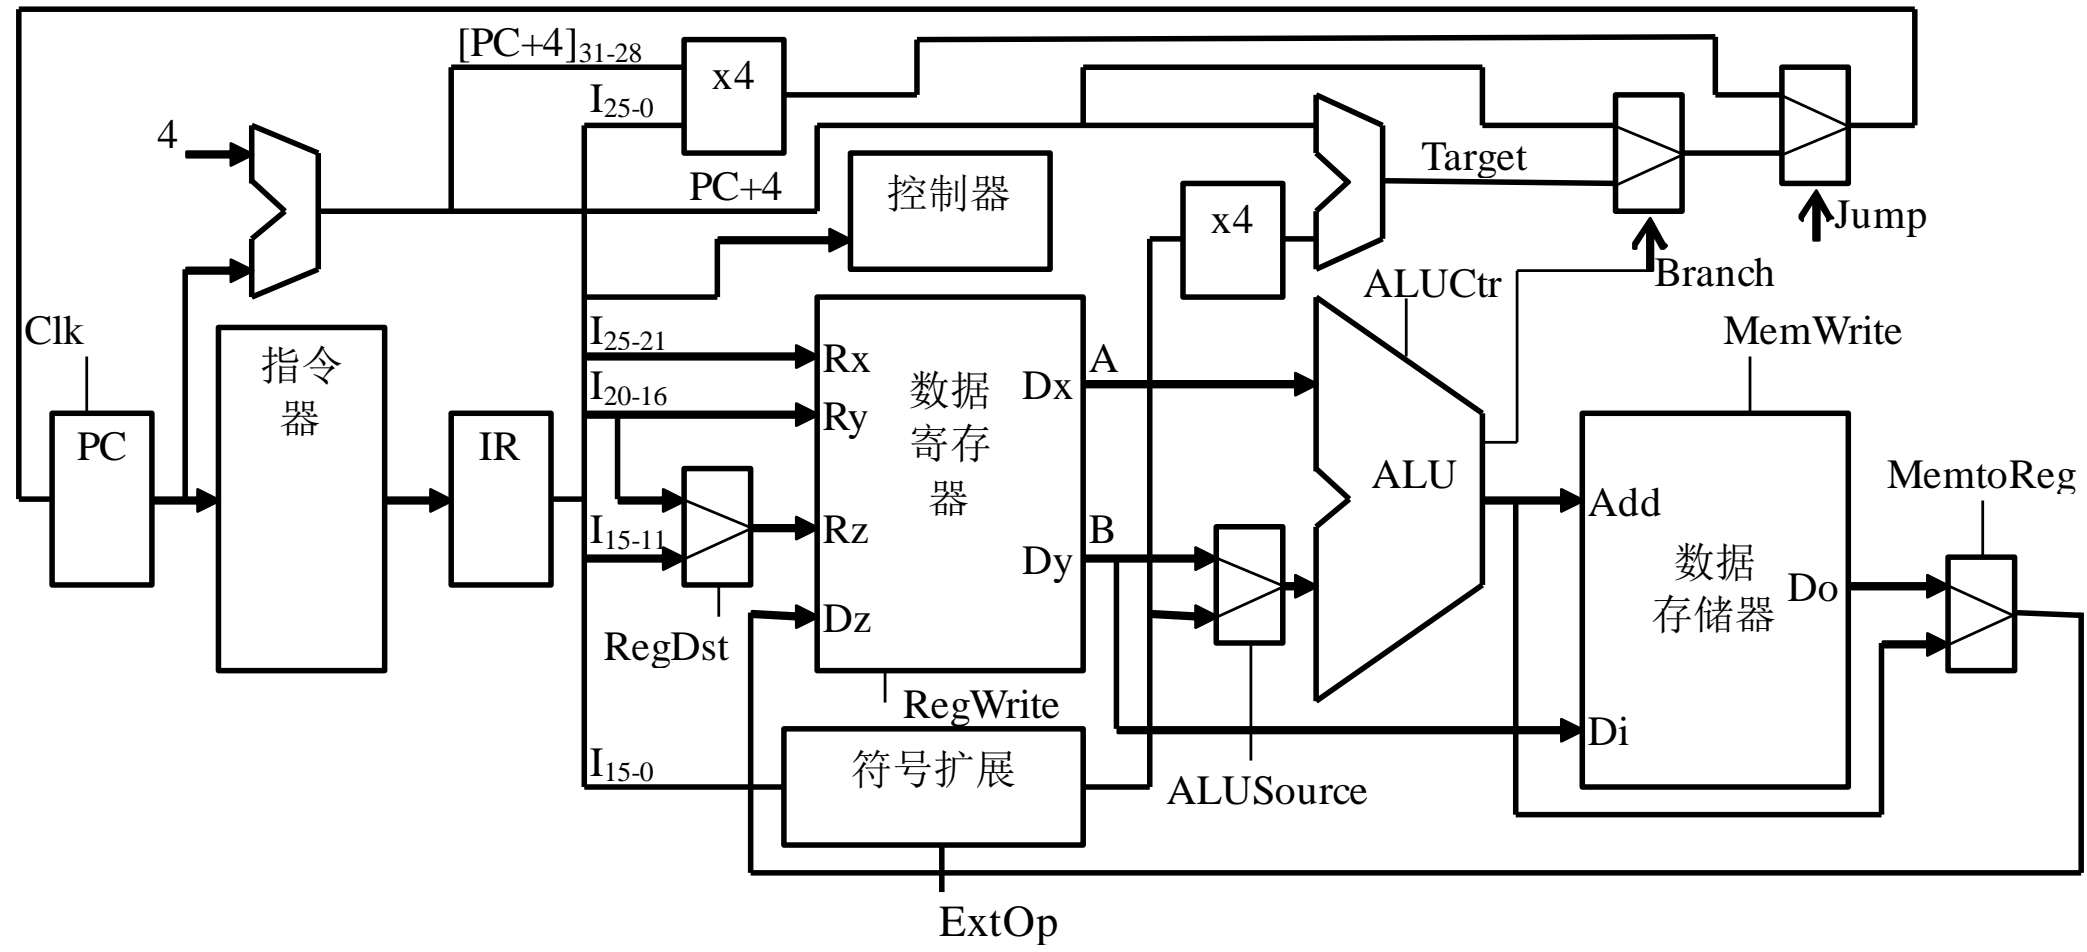 [PC+4]31-28
x4
I25-0
4
Target
PC+4
控制器
x4
Jump
Branch
ALUCtr
Clk
指令
器
MemWrite
I25-21
Rx
A
数据
寄存
器
Dx
I20-16
Ry
PC
IR
ALU
MemtoReg
Add
I15-11
Rz
B
Dy
数据
存储器
Do
Dz
RegDst
RegWrite
Di
I15-0
符号扩展
ALUSource
ExtOp